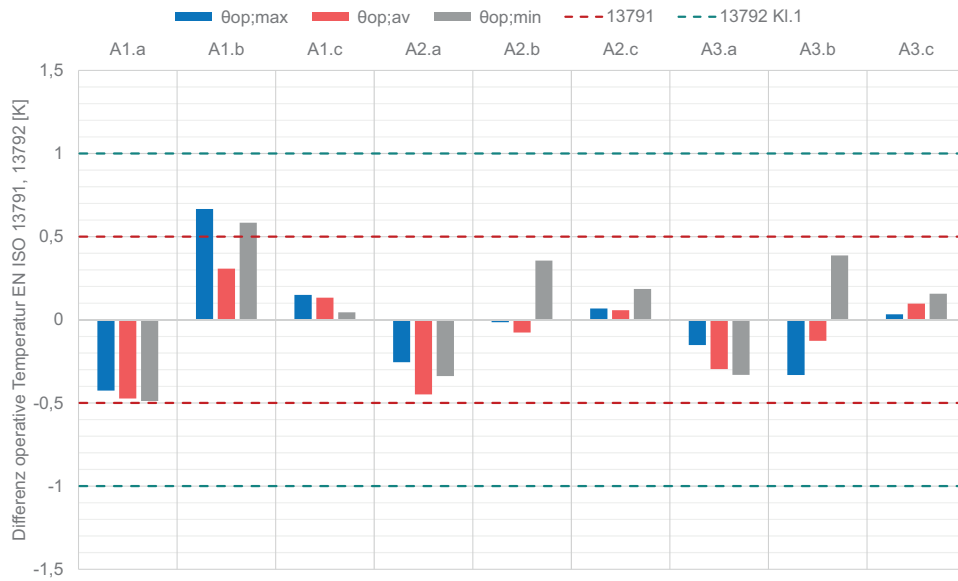 θop;max θop;av θop;min 13791 13792 Kl.1
A1.a A1.b A1.c A2.a A2.b A2.c A3.a A3.b A3.c
Differenz operative Temperatur EN ISO 13791, 13792 [K]
1,5
1
0,5
0
-0,5
-1
-1,5